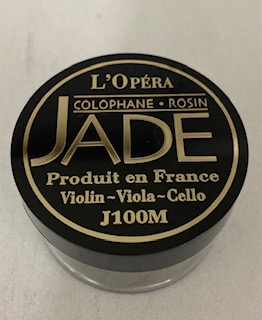 L'OPÉRA
COLOPHANE • ROSIN
JADE
Produit en France
Violin~Viola~Cello
J100M